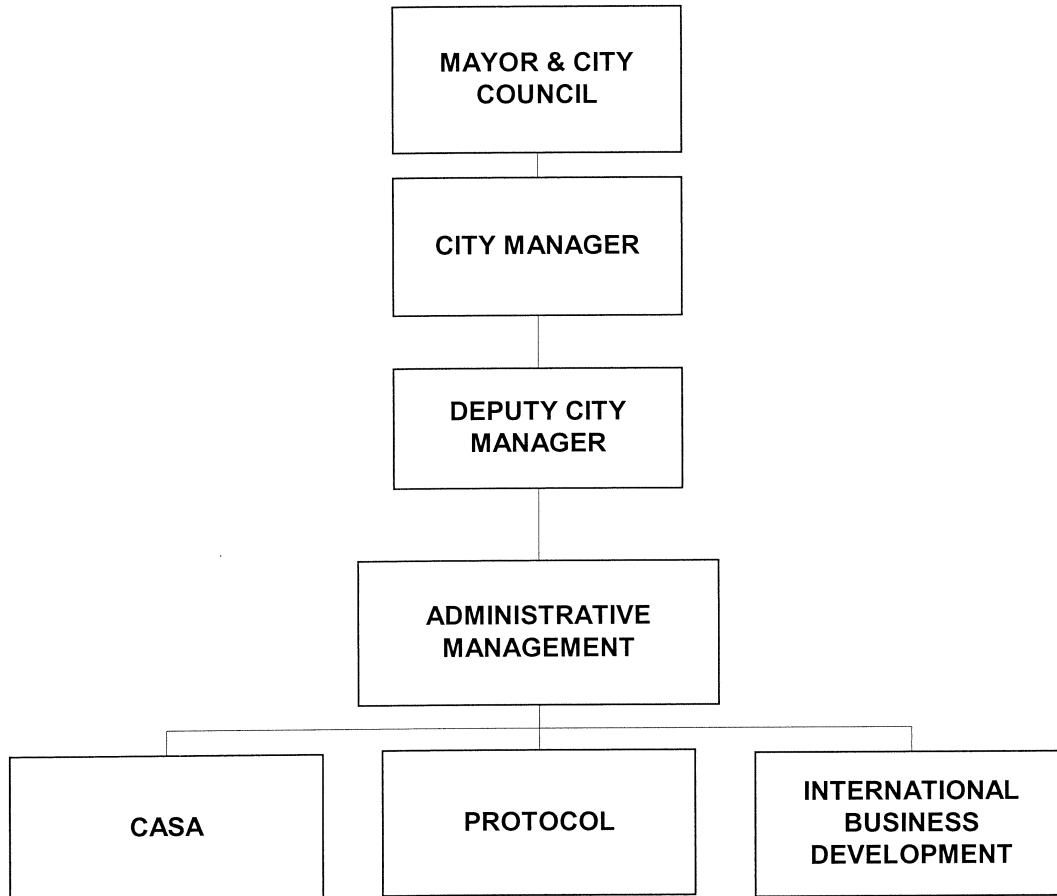 MAYOR & CITY
COUNCIL
CITY MANAGER
DEPUTY CITY
MANAGER
ADMINISTRATIVE
MANAGEMENT
CASA
PROTOCOL
INTERNATIONAL
BUSINESS
DEVELOPMENT